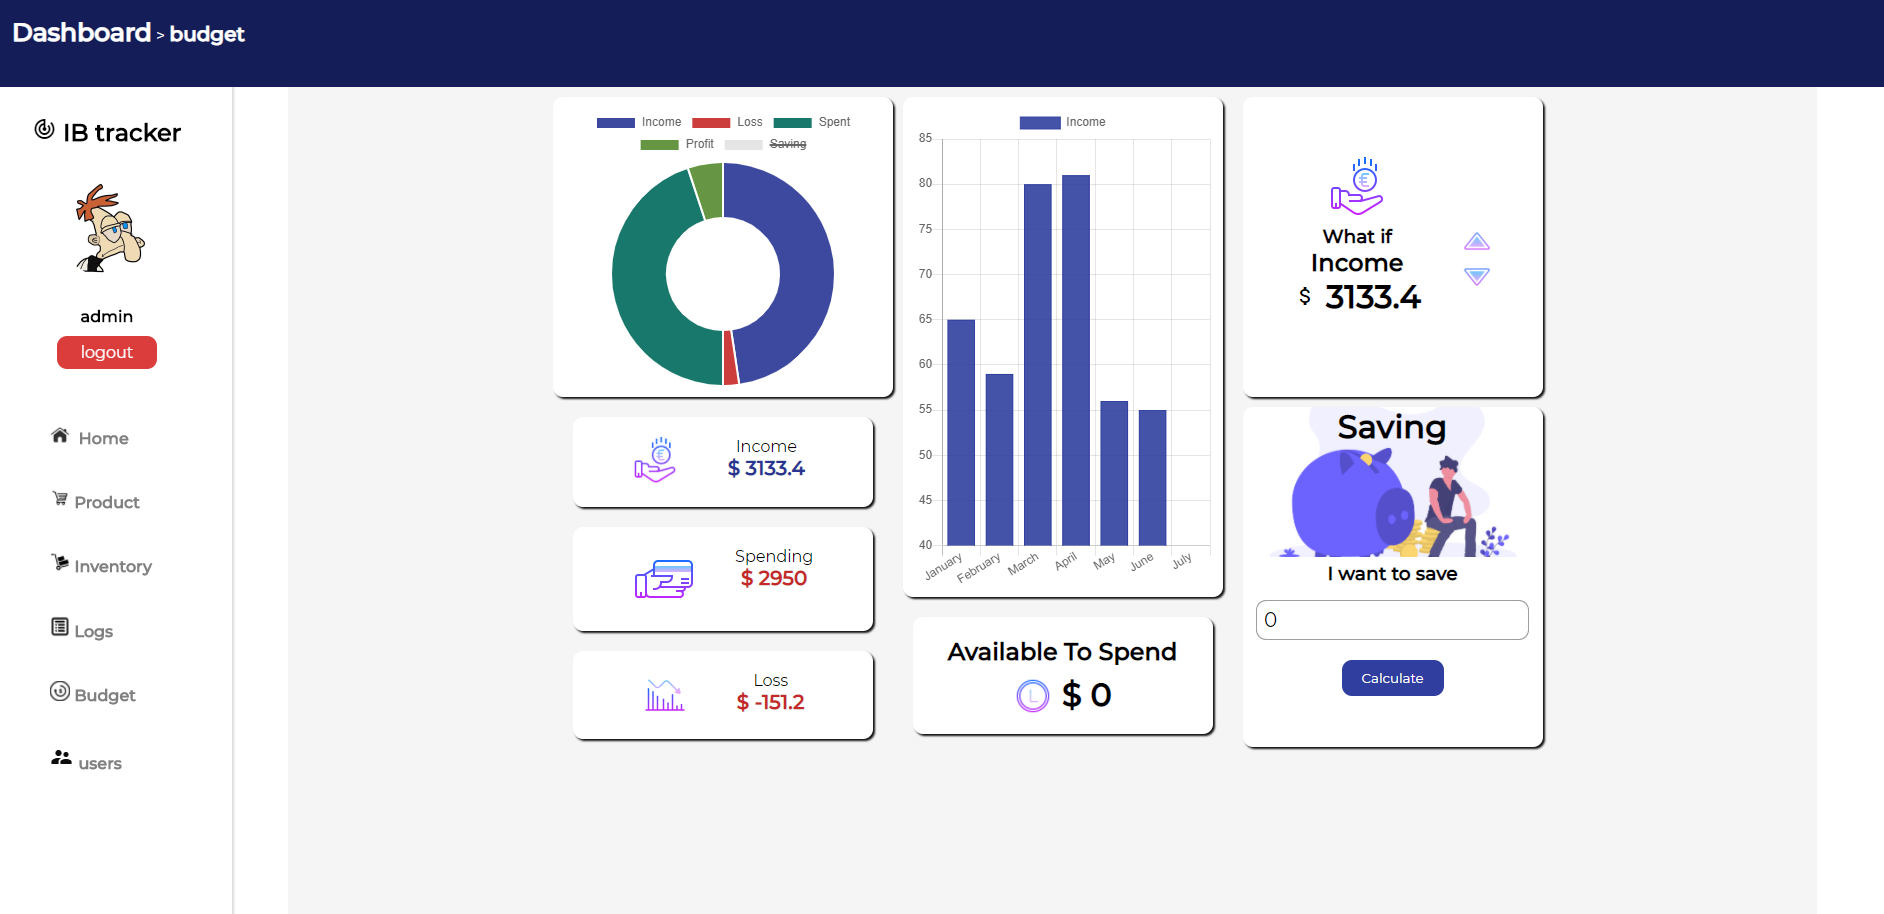 Dashboard > budget
IB tracker
admin
logout
Home
Product
Inventory
Logs
Budget
users
Income Loss Spent
Profit Saving
Income
$ 3133.4
Spending
$ 2950
Loss
$ -151.2
Income
85
80
75
70
65
60
55
50
45
40
January February March April May June July
Available To Spend
L $ 0
€
What if
Income
$ 3133.4
Saving
I want to save
0
Calculate